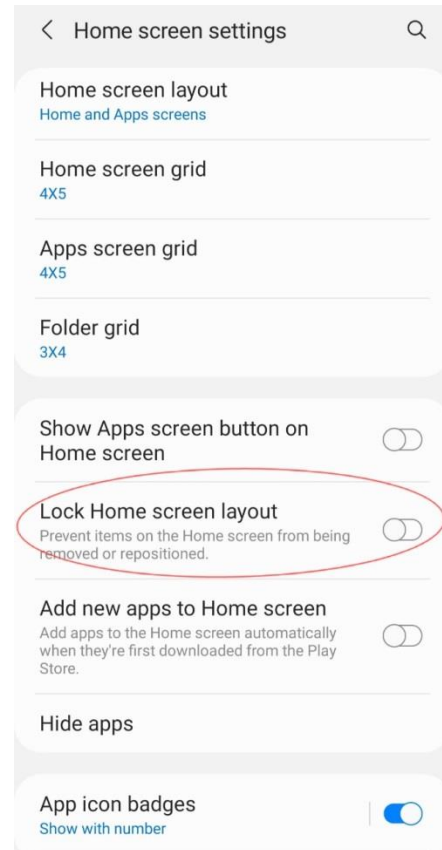 Home screen settings
Home screen layout
Home and Apps screens
Home screen grid
4X5
Apps screen grid
4X5
Folder grid
3X4
Show Apps screen button on
Home screen
Lock Home screen layout
Prevent items on the Home screen from being
removed or repositioned.
Add new apps to Home screen
Add apps to the Home screen automatically
when they're first downloaded from the Play
Store.
Hide apps
App icon badges
Show with number